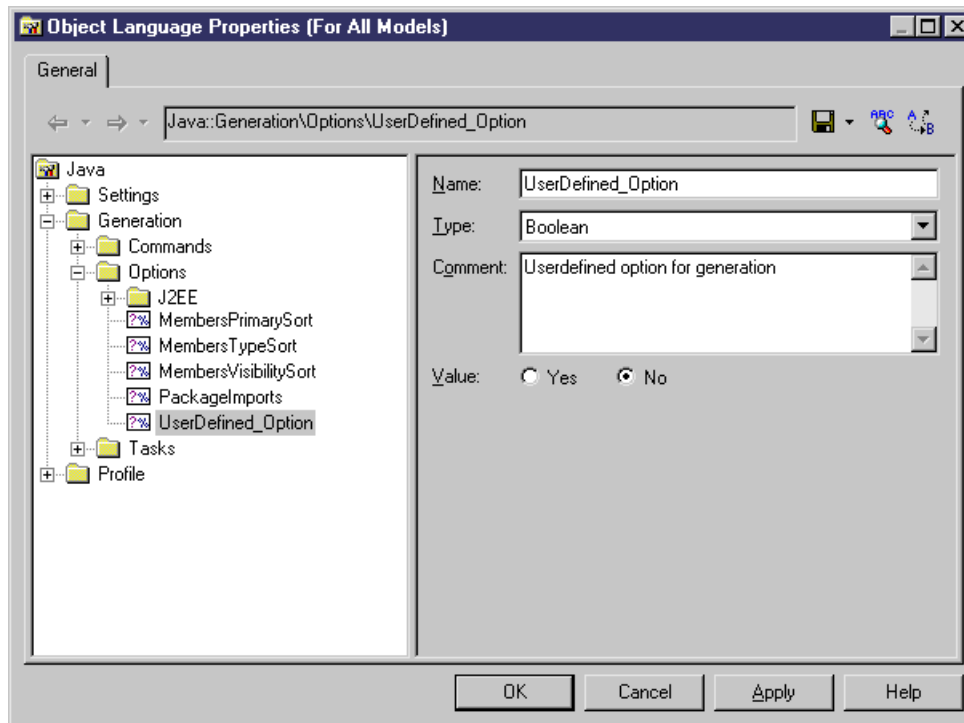 Object Language Properties (For All Models)
General
Java::Generation\Options\UserDefined_Option
ABC
A
B
Java
Settings
Generation
Commands
Options
J2EE
MembersPrimarySort
MembersTypeSort
MembersVisibilitySort
PackageImports
UserDefined_Option
Tasks
Profile
Name: UserDefined_Option
Type: Boolean
Comment: Userdefined option for generation
Value: Yes No
OK Cancel Apply Help